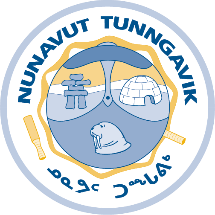 NUNAVUT TUNNGAVIK
ᓄᓇᕗᑦ ᑐᙵᕕᒃ